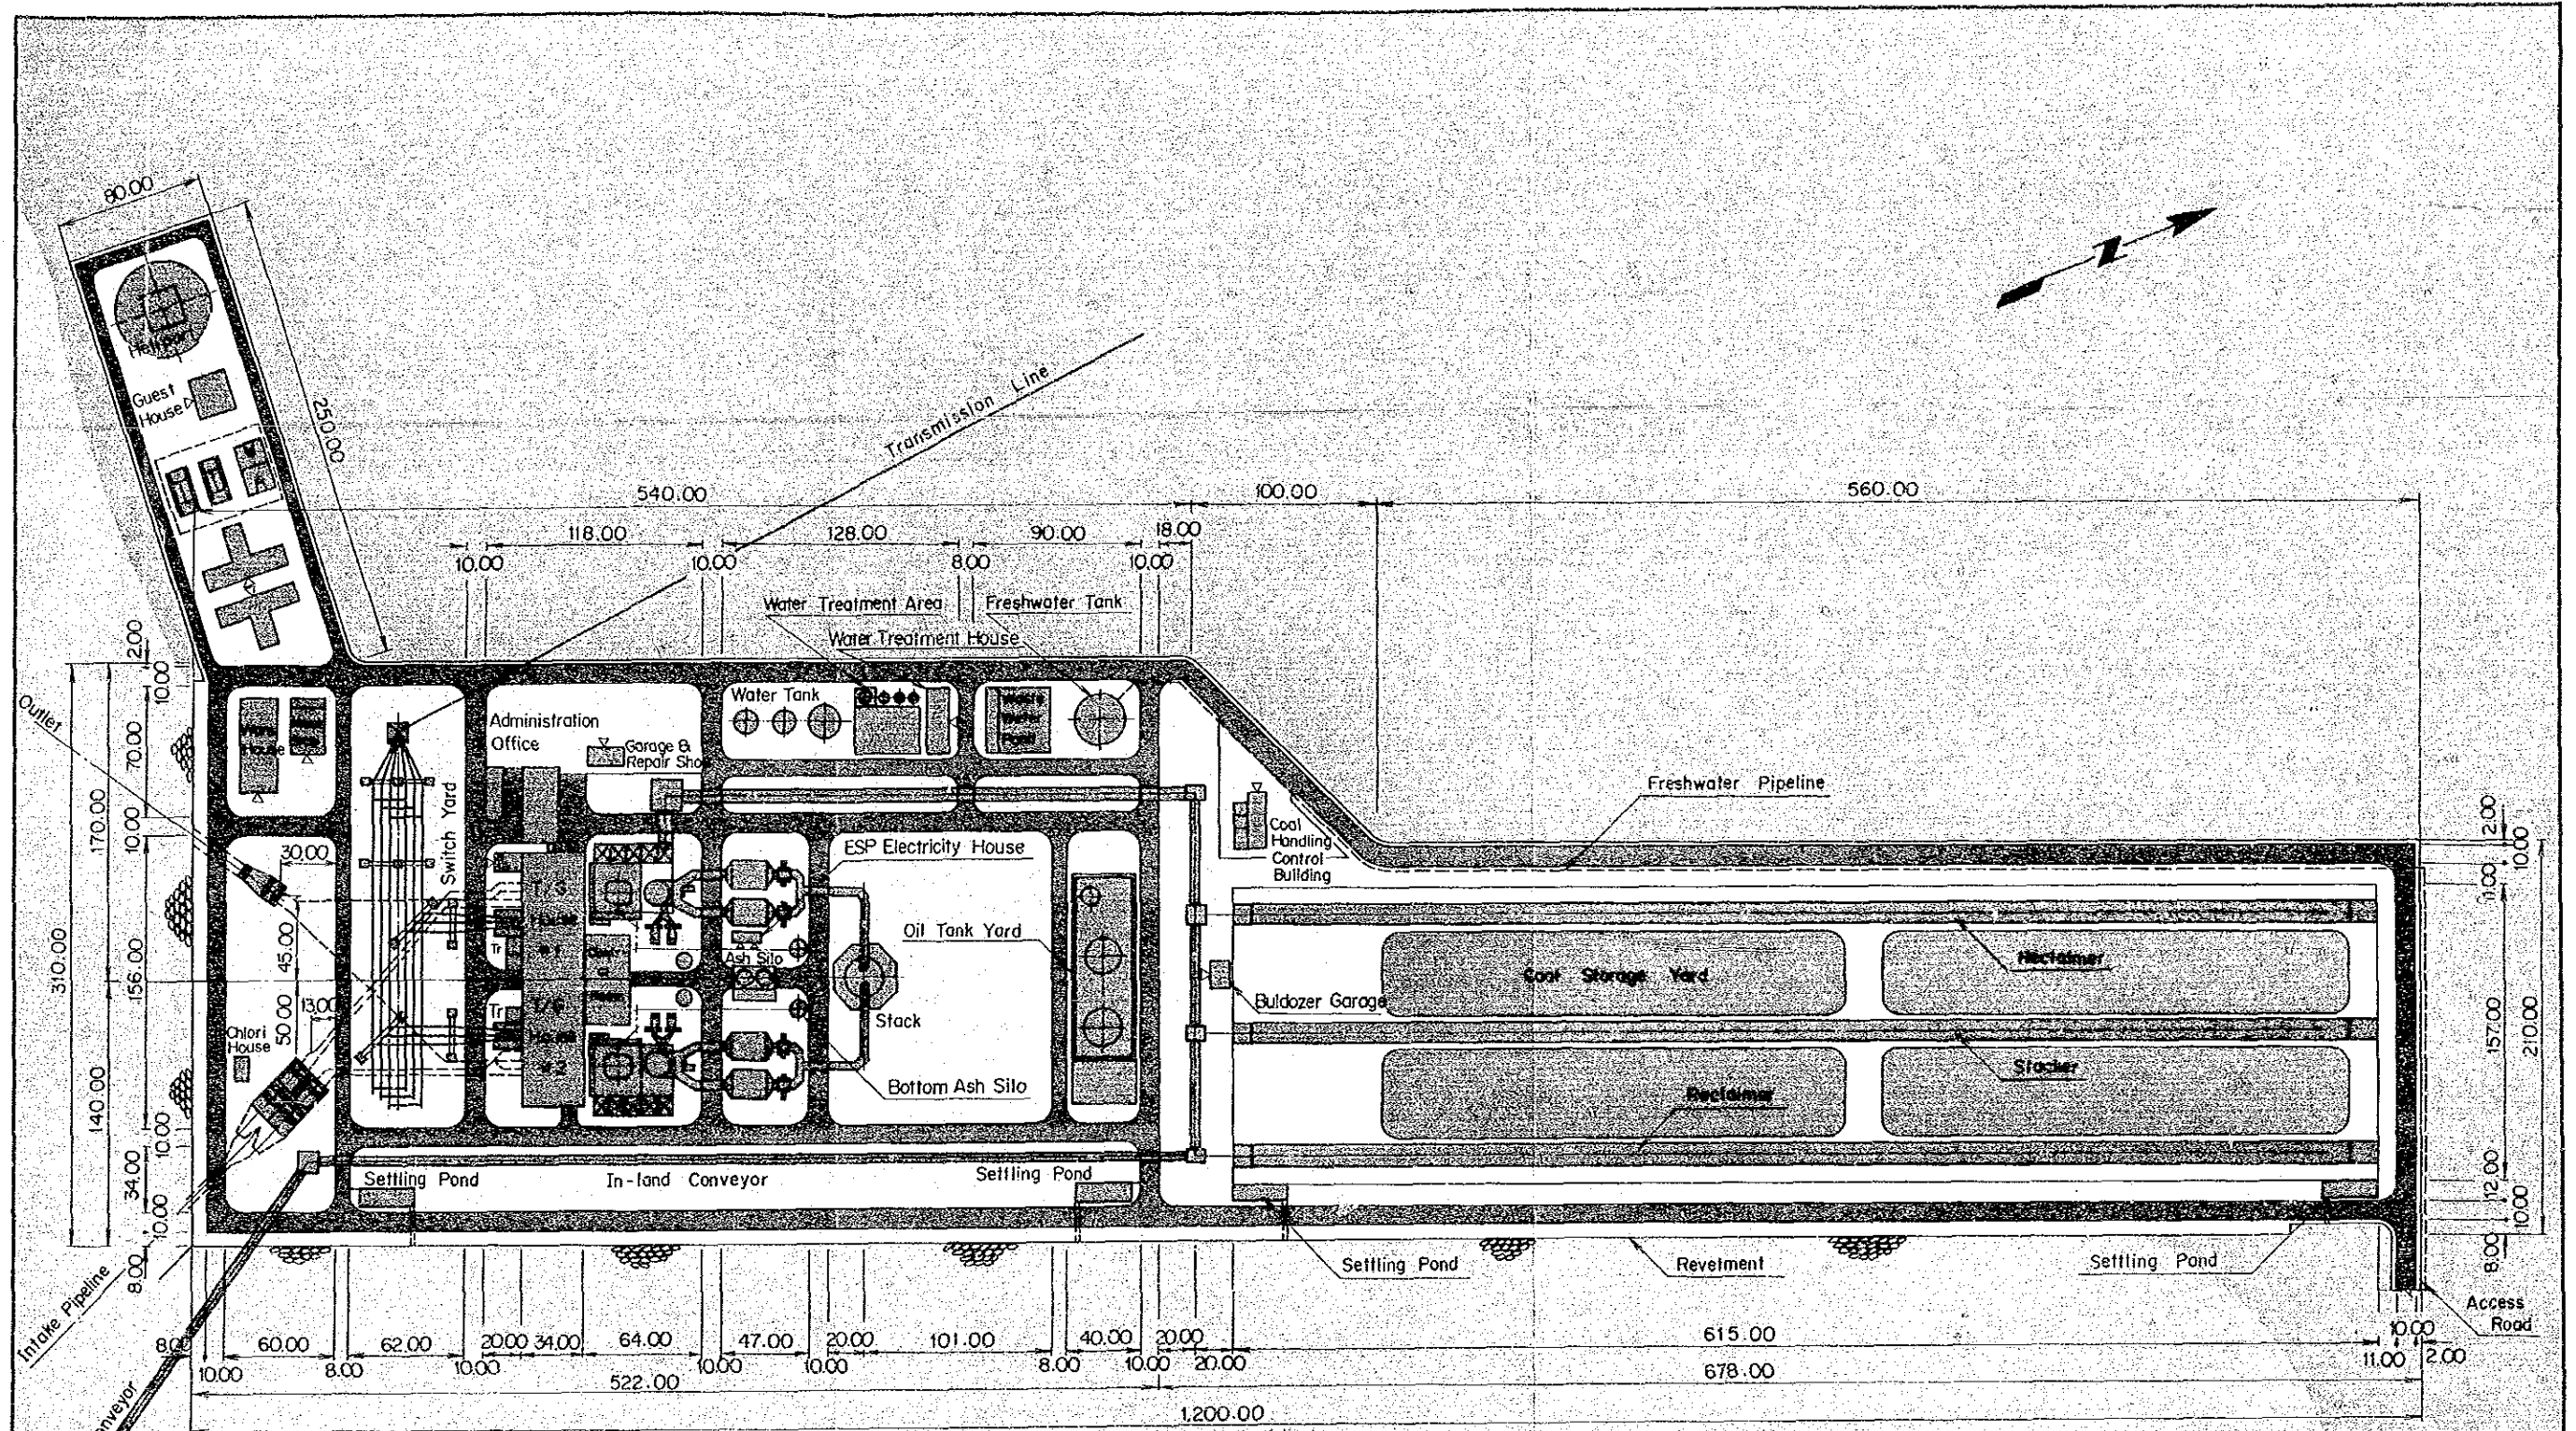 80.00
250.00
Heliport
Guest
House
Transmission Line
N
540.00
100.00
560.00
118.00
128.00
90.00
18.00
10.00
10.00
8.00
10.00
Water Treatment Area
Freshwater Tank
Water Treatment House
2.00
10.00
Outlet
Water Tank
Waste
Water
Pond
Administration
Office
Garage &
Repair Shop
70.00
170.00
10.00
Switch Yard
Freshwater Pipeline
Coal
Handling
Control
Building
2.00
10.00
11.00
30.00
ESP Electricity House
310.00
156.00
45.00
Tr
Oil Tank Yard
Ash Silo
Reclaimer
Coal Storage Yard
Buldozer Garage
Stack
50.00
13.00
Tr
Chlori
House
140.00
Bottom Ash Silo
Stacker
Reclaimer
157.00
210.00
10.00
34.00
10.00
8.00
Settling Pond
In-land Conveyor
Settling Pond
12.00
10.00
8.00
Intake Pipeline
Settling Pond
Revetment
Settling Pond
Access
Road
8.00
60.00
62.00
20.00
34.00
64.00
47.00
20.00
101.00
40.00
20.00
615.00
10.00
10.00
8.00
10.00
10.00
10.00
8.00
10.00
20.00
11.00
2.00
522.00
678.00
1,200.00